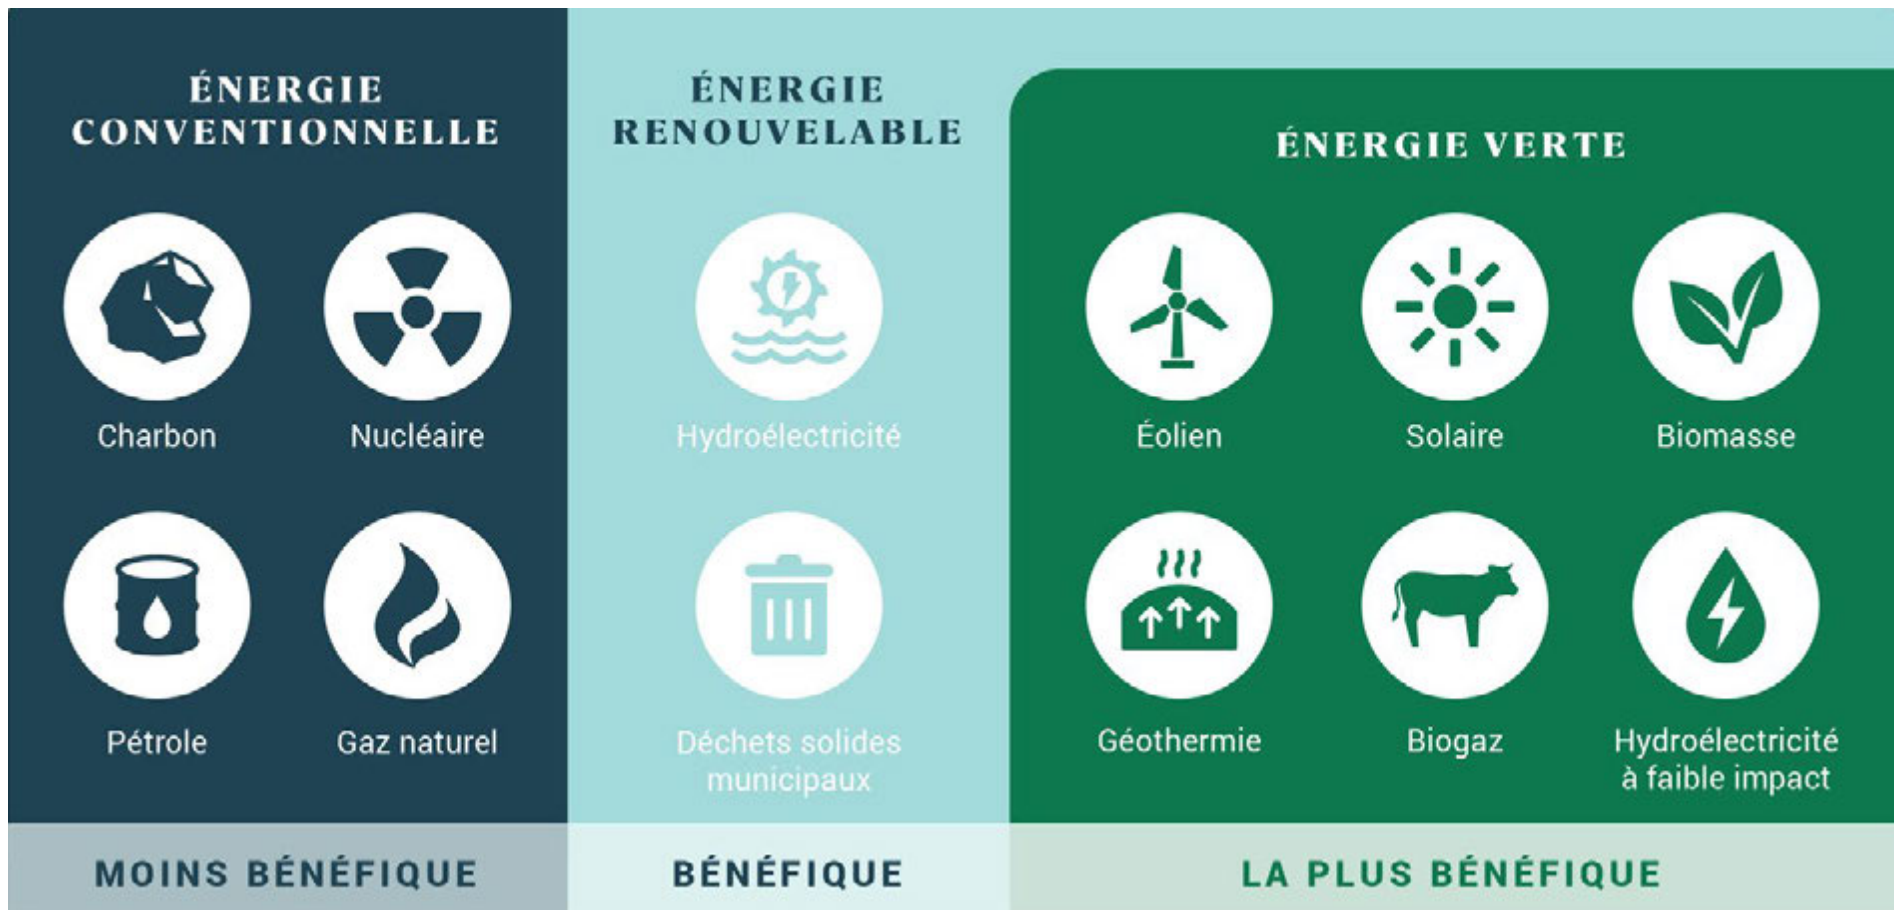 ÉNERGIE
CONVENTIONNELLE
Charbon
Nucléaire
Pétrole
Gaz naturel
MOINS BÉNÉFIQUE
ÉNERGIE
RENOUVELABLE
Hydroélectricité
Déchets solides
municipaux
BÉNÉFIQUE
ÉNERGIE VERTE
Éolien
Solaire
Biomasse
Géothermie
Biogaz
Hydroélectricité
à faible impact
LA PLUS BÉNÉFIQUE